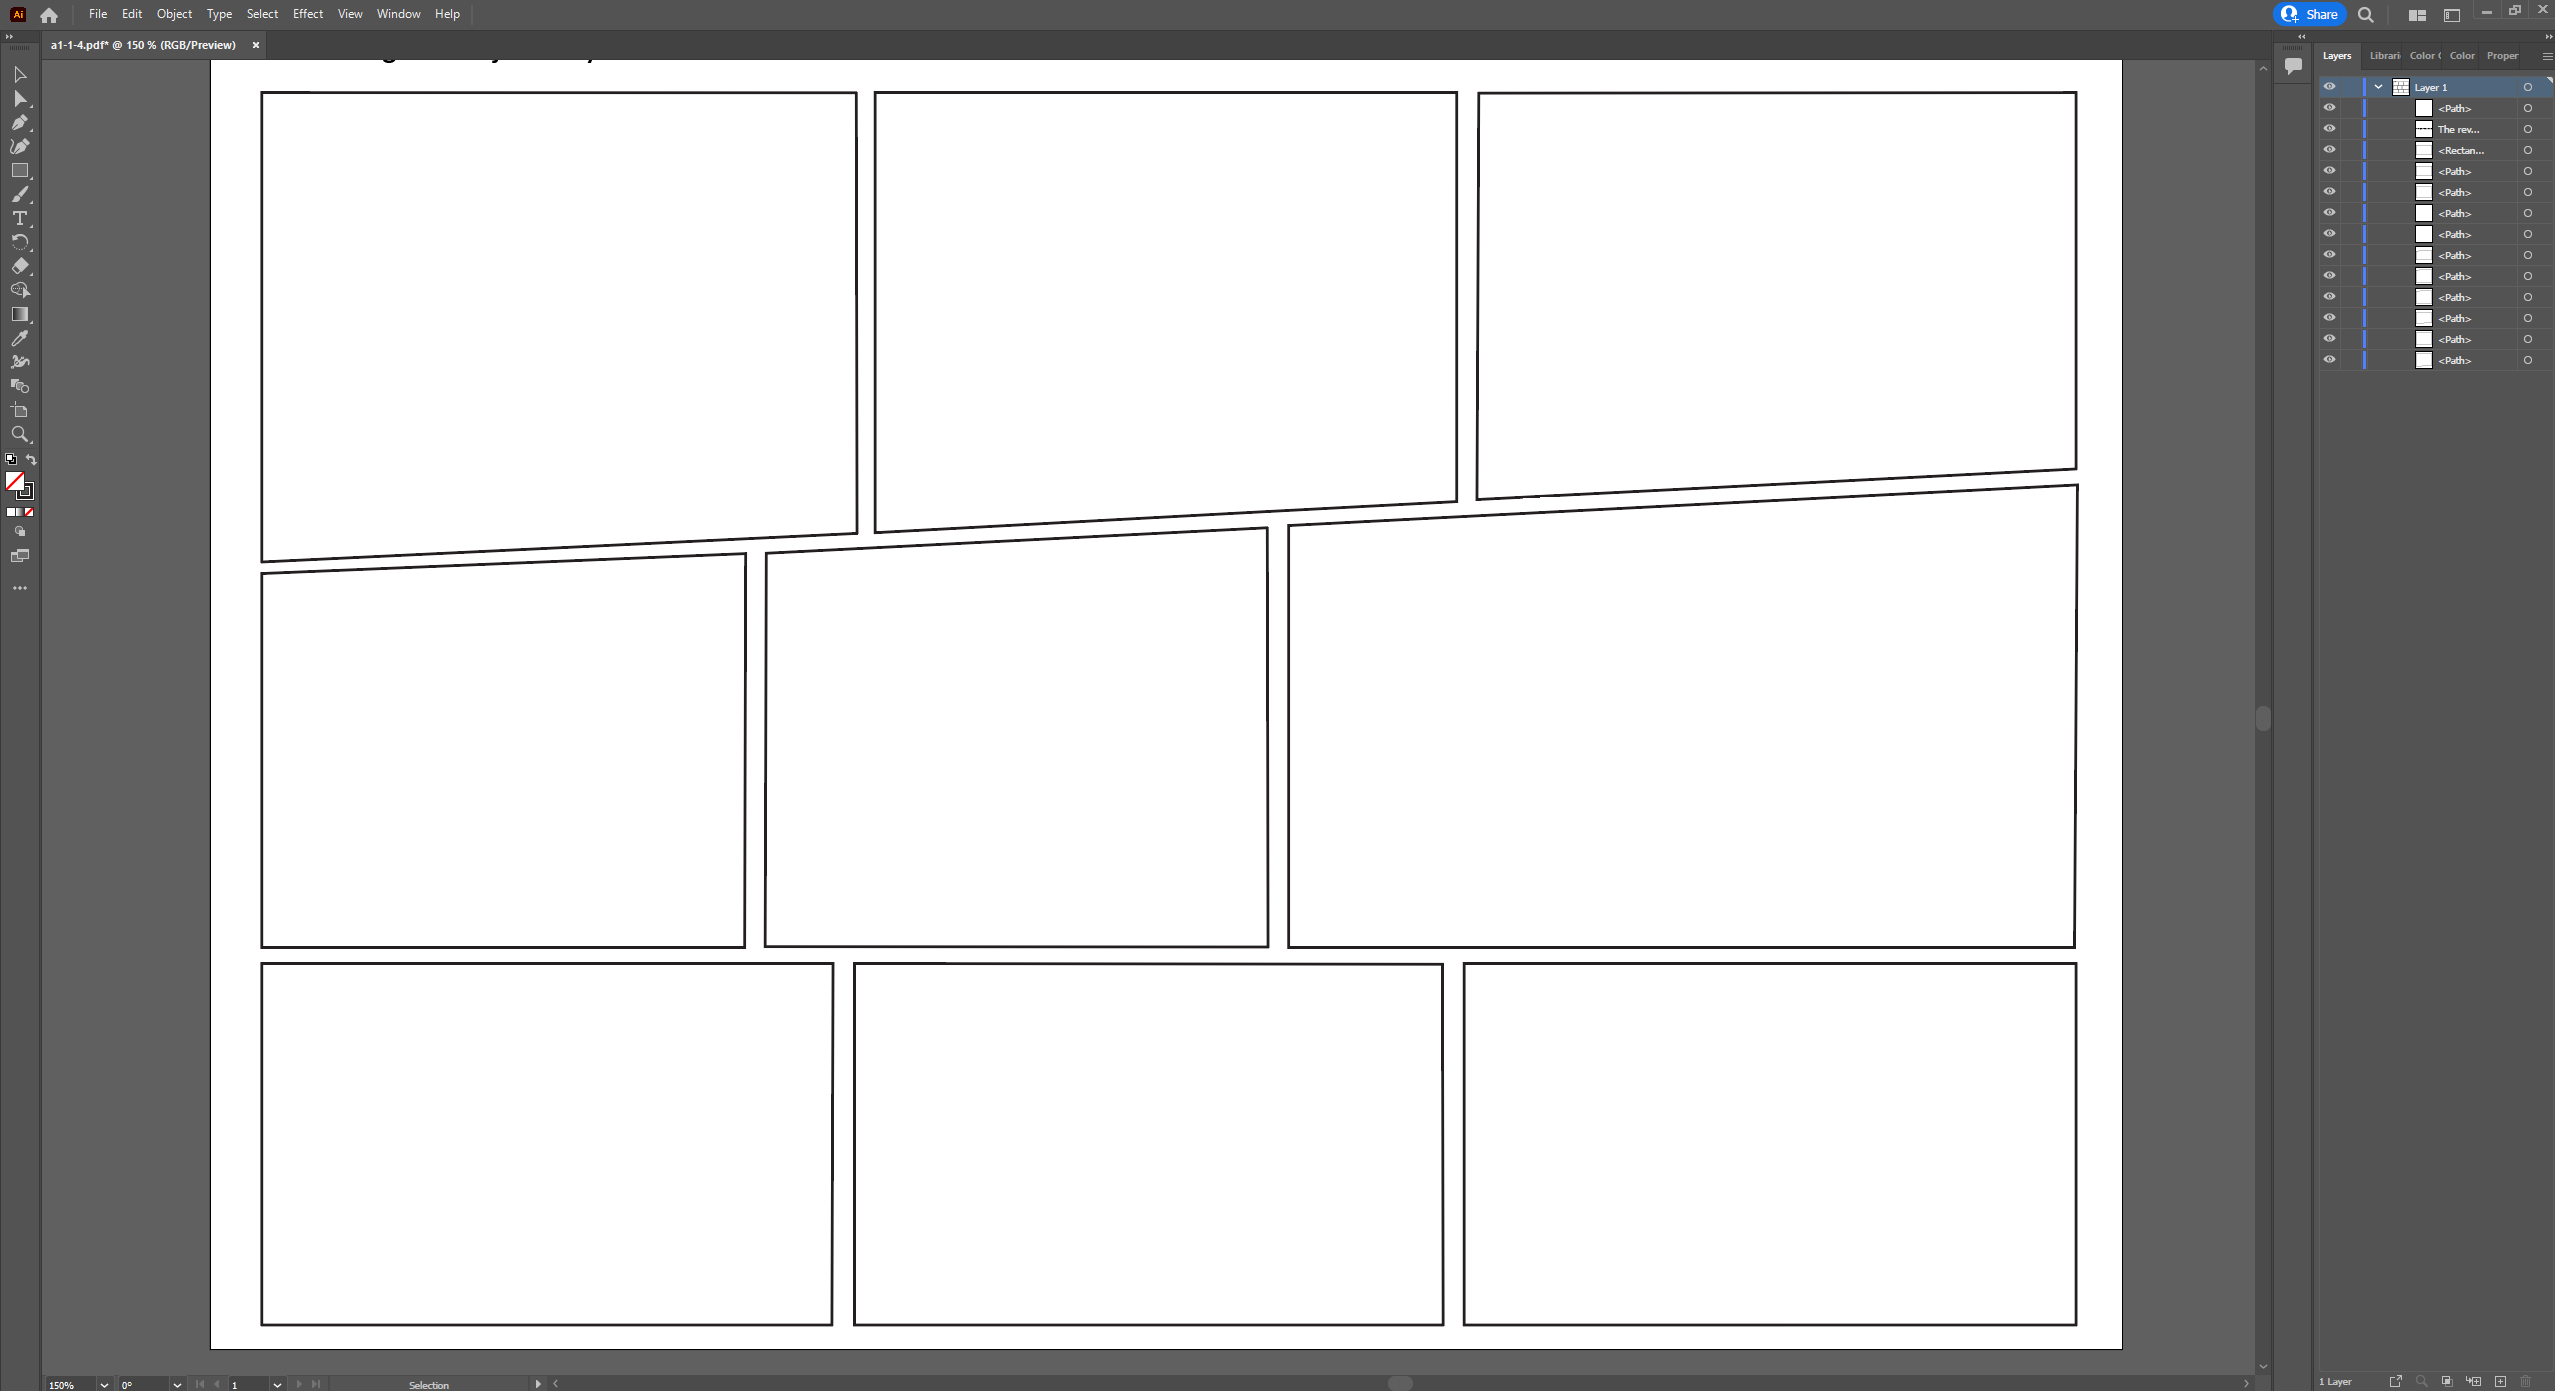 Ai File Edit Object Type Select Effect View Window Help Share
a1-1-4.pdf* @ 150 % (RGB/Preview)
Layers Librari Color Color Proper
Layer 1
<Path>
The rev...
<Rectan...
<Path>
<Path>
<Path>
<Path>
<Path>
<Path>
<Path>
<Path>
<Path>
<Path>
150% 0° 1 Selection
1 Layer